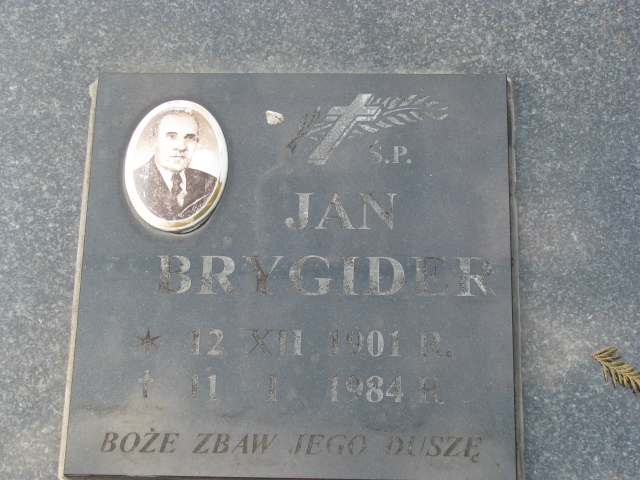 Ś.P.
JAN
BRYGIDER
★ 12 XII 1901 R.
† 11 I 1984 R.
BOŻE ZBAW JEGO DUSZĘ